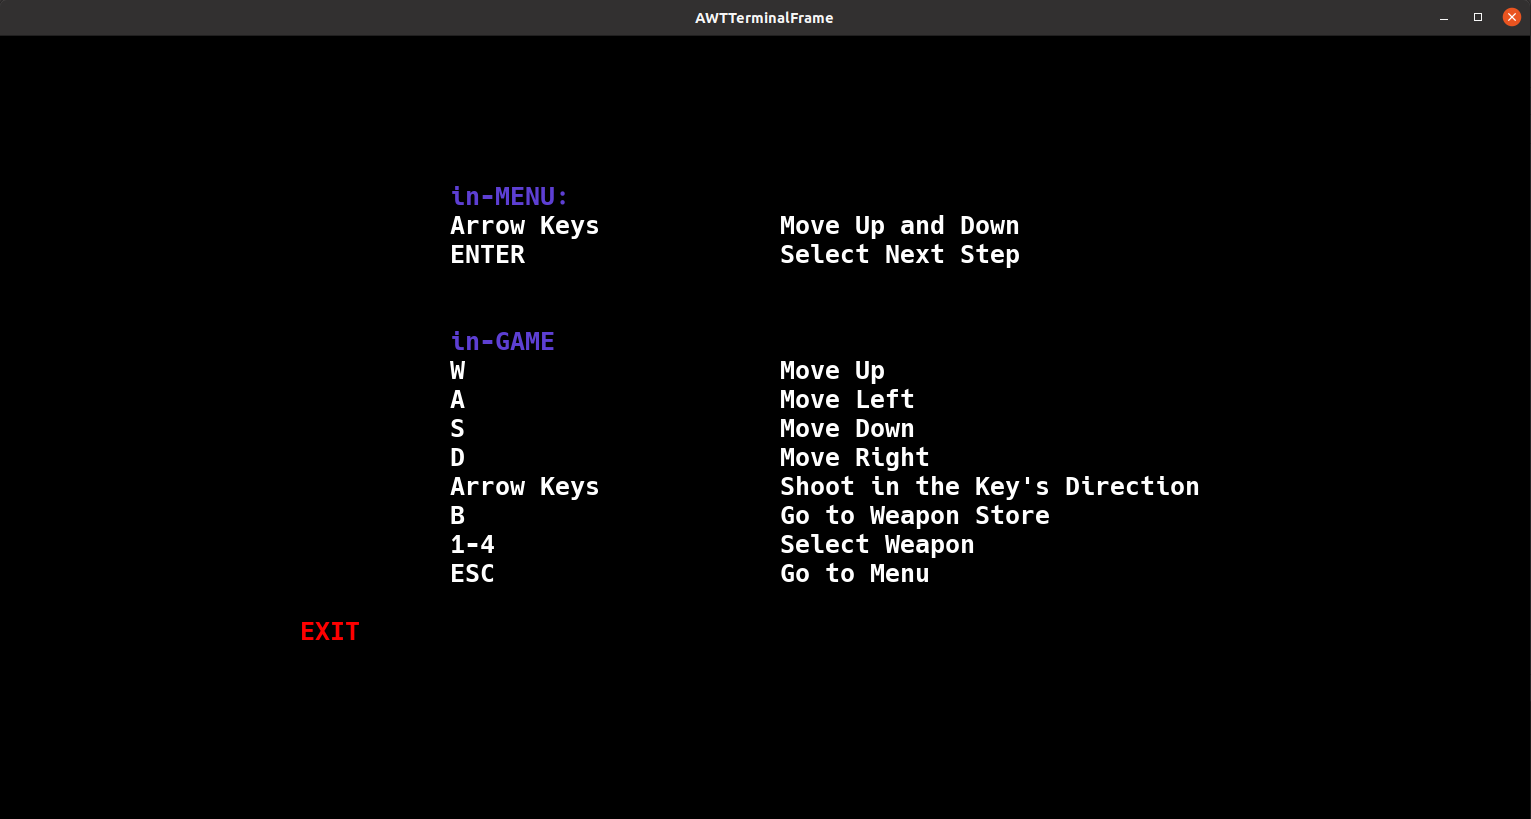 AWTTerminalFrame
in-MENU:
Arrow Keys Move Up and Down
ENTER Select Next Step
in-GAME
W Move Up
A Move Left
S Move Down
D Move Right
Arrow Keys Shoot in the Key's Direction
B Go to Weapon Store
1-4 Select Weapon
ESC Go to Menu
EXIT